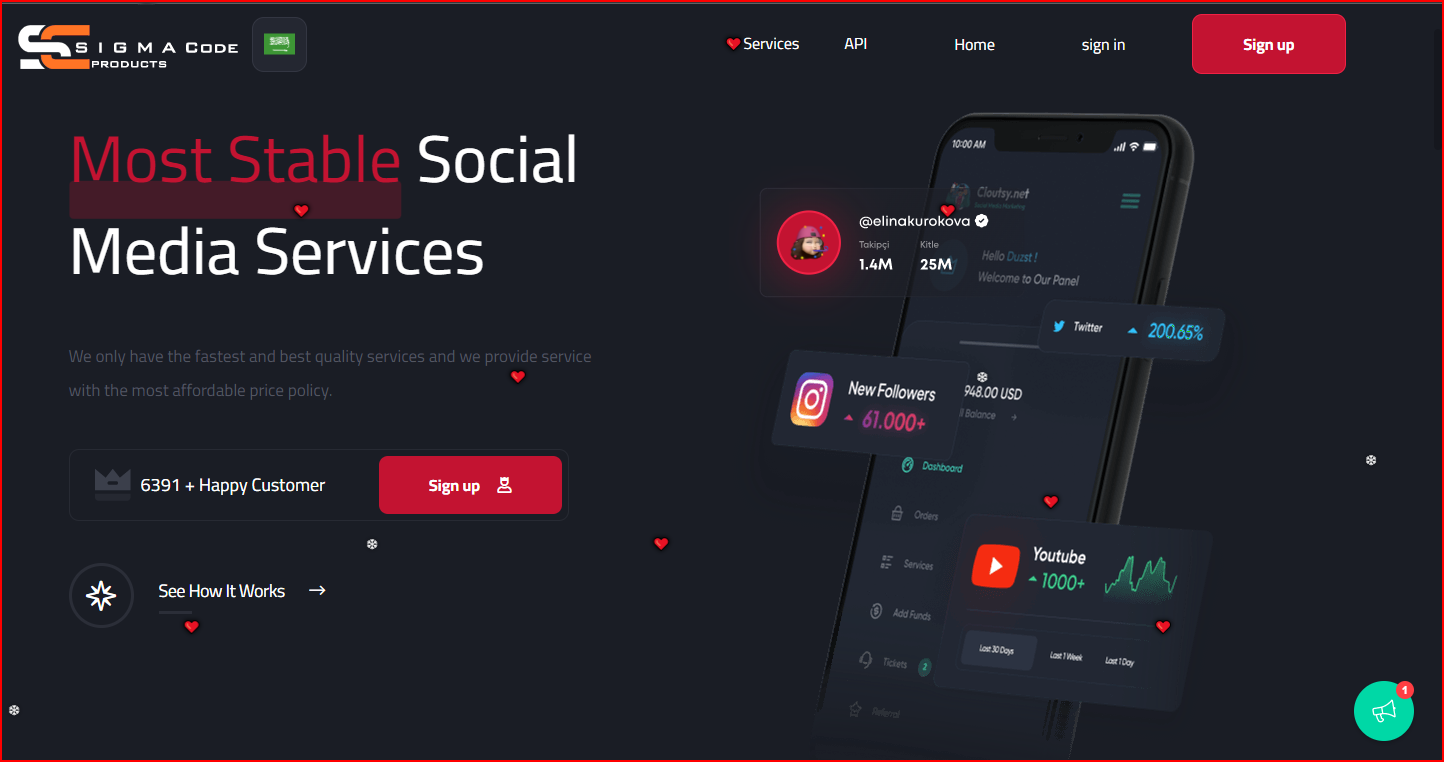 SIGMA CODE
PRODUCTS
Services
API
Home
sign in
Sign up
Most Stable Social
Media Services
We only have the fastest and best quality services and we provide service
with the most affordable price policy.
6391 + Happy Customer
Sign up
See How It Works
10:00 AM
Cloutsy.net
Social Media Marketing
@elinakurokova
Takipçi
Kitle
1.4M
25M
Hello Duzst !
Welcome to Our Panel
Twitter
200.65%
New Followers
61.000+
948.00 USD
Balance
Dashboard
Orders
Services
Add Funds
Tickets
2
Referral
Youtube
1000+
Last 30 Days
Last 1 Week
Last 1 Day
1